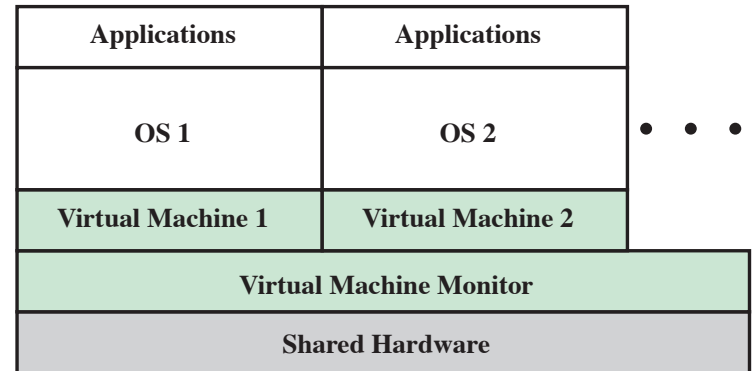 Applications Applications
OS 1 OS 2
Virtual Machine 1 Virtual Machine 2
Virtual Machine Monitor
Shared Hardware